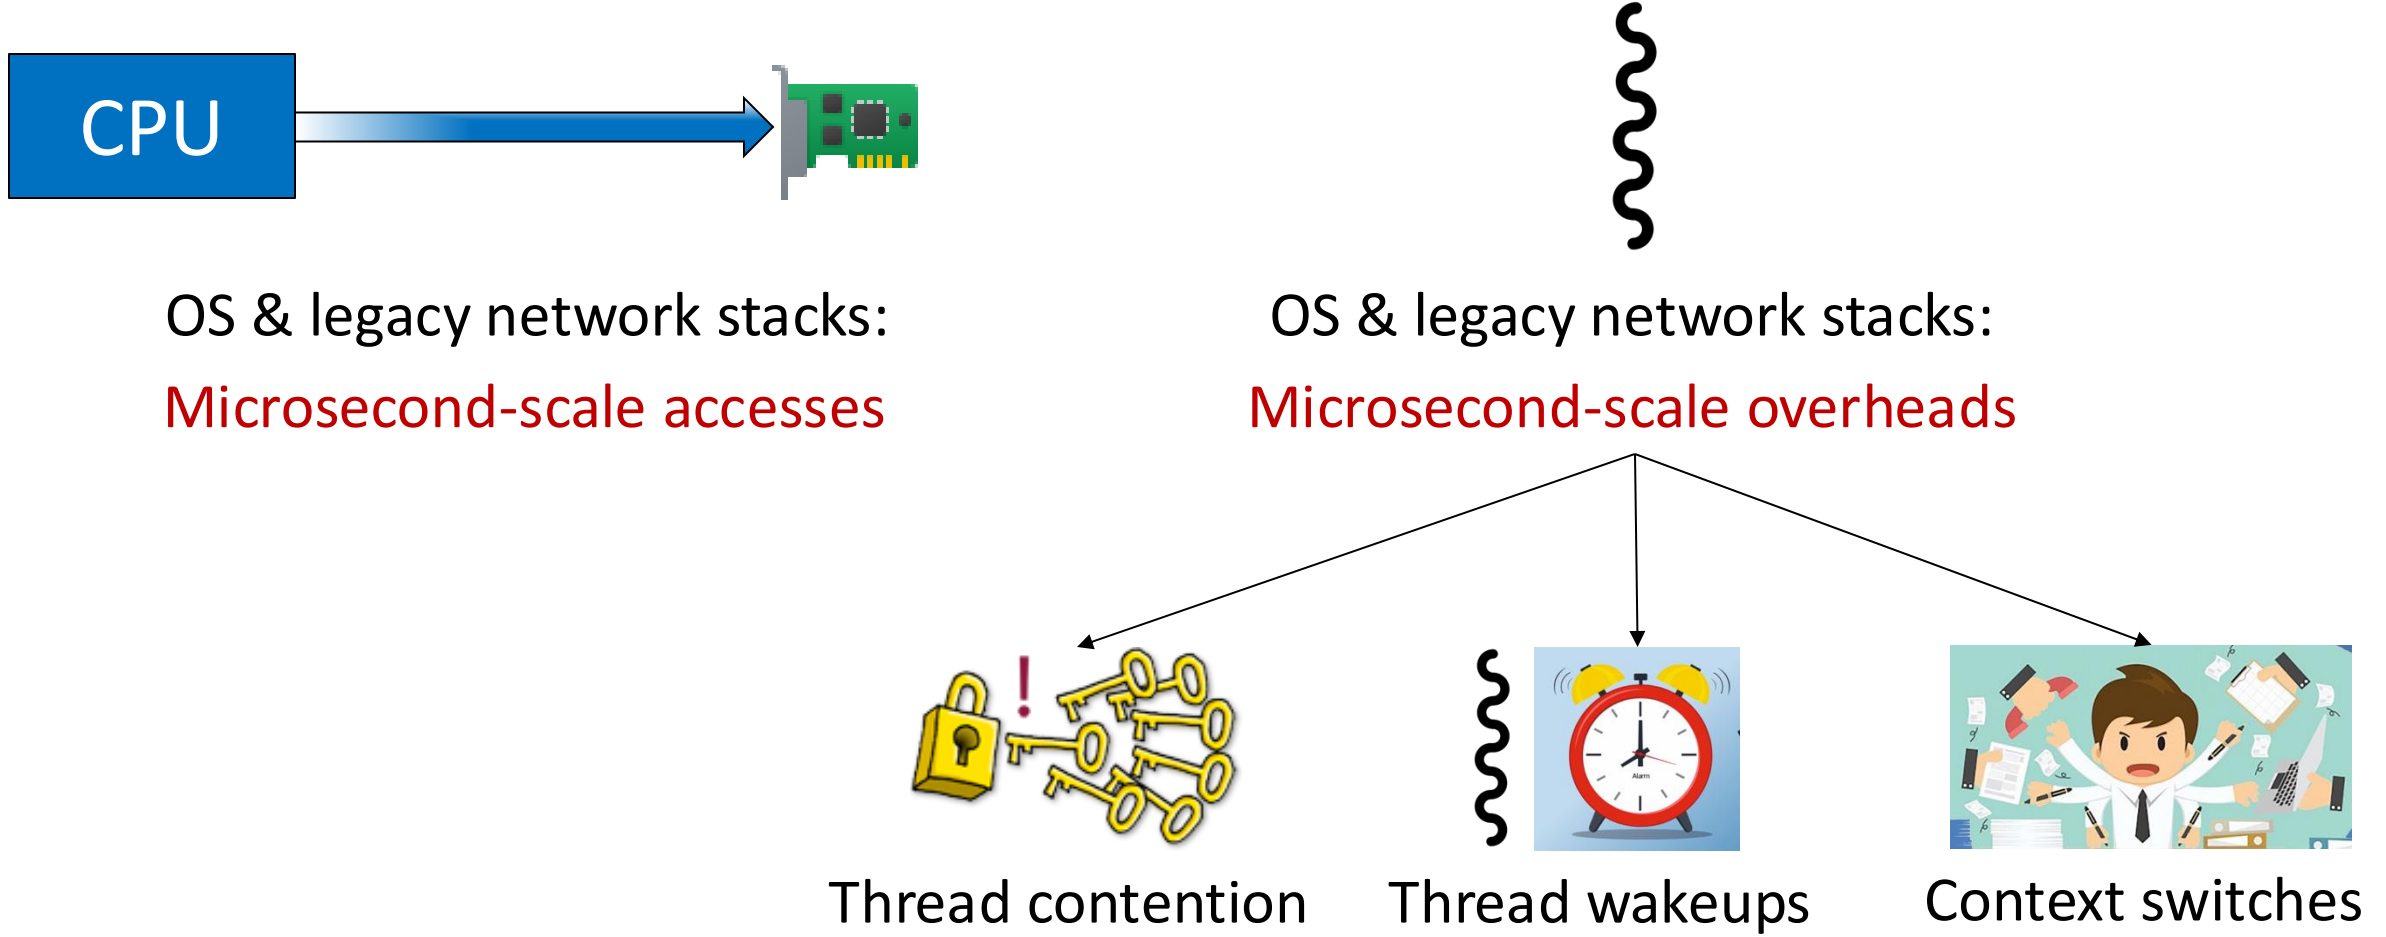 CPU
OS & legacy network stacks:
Microsecond-scale accesses
OS & legacy network stacks:
Microsecond-scale overheads
!
Alarm
Thread contention
Thread wakeups
Context switches